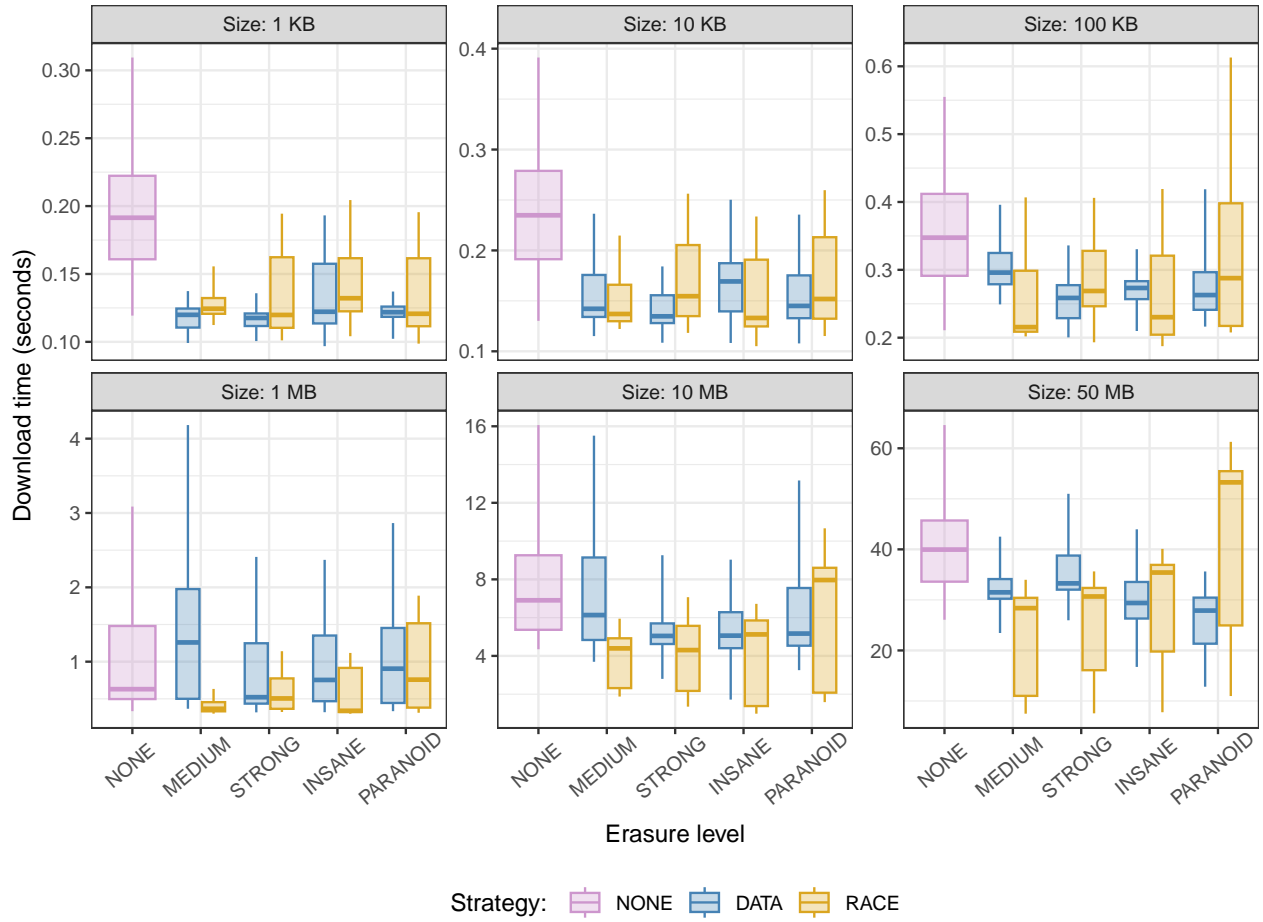 Size: 1 KB
Size: 10 KB
Size: 100 KB
0.30
0.25
0.20
0.15
0.10
0.4
0.3
0.2
0.1
0.6
0.5
0.4
0.3
0.2
Download time (seconds)
Size: 1 MB
Size: 10 MB
Size: 50 MB
4
3
2
1
16
12
8
4
60
40
20
NONE MEDIUM STRONG INSANE PARANOID
NONE MEDIUM STRONG INSANE PARANOID
NONE MEDIUM STRONG INSANE PARANOID
Erasure level
Strategy: NONE DATA RACE